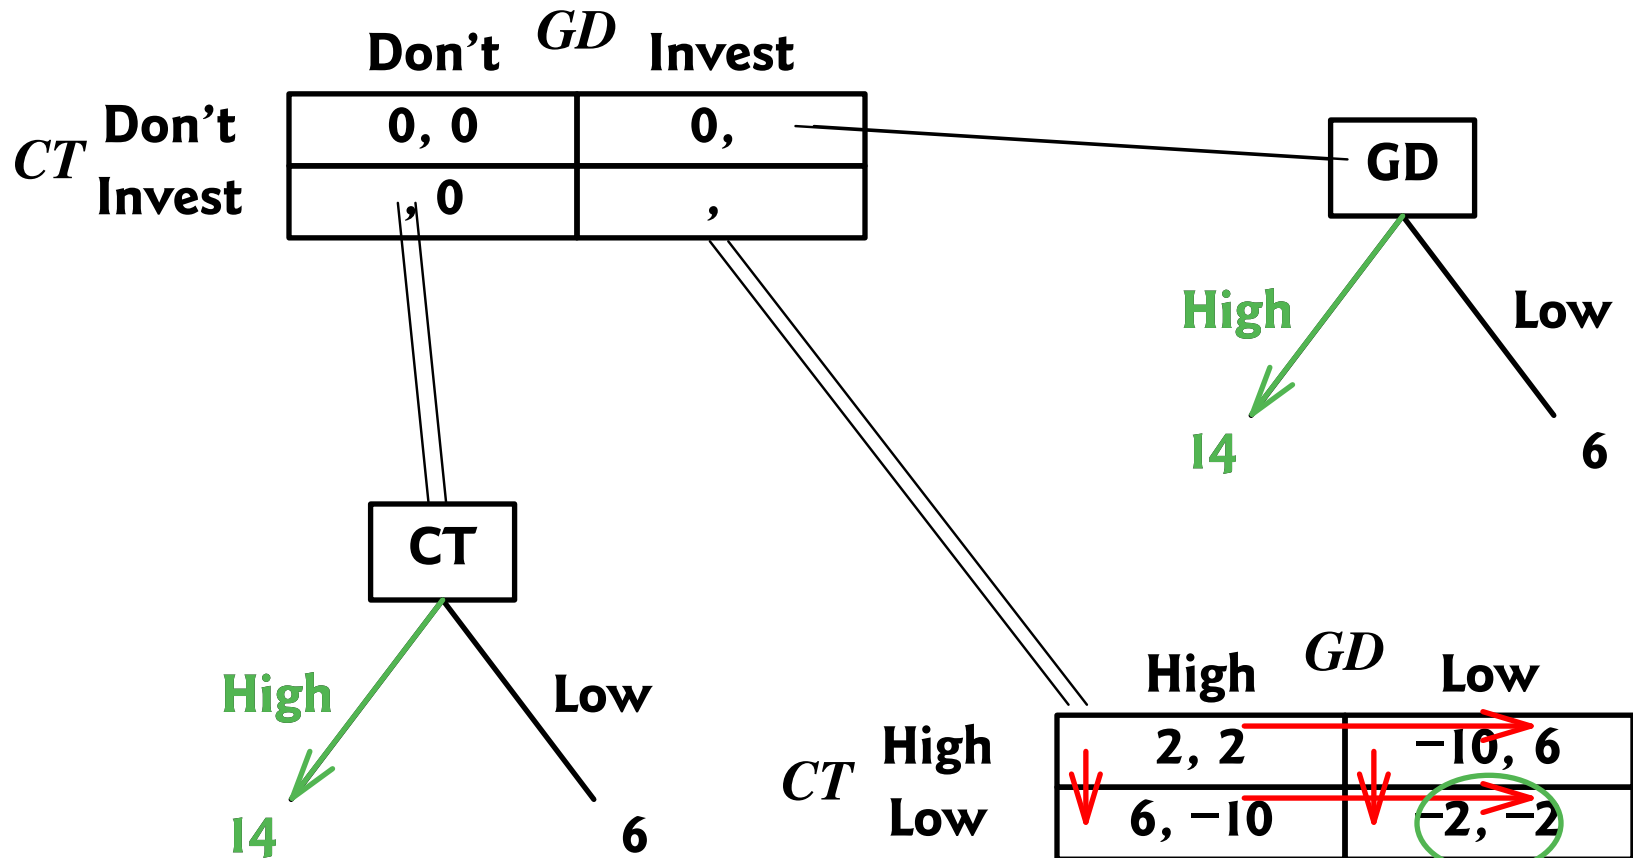 GD
Don't Invest
CT Don't 0, 0 0,
Invest , 0 ,
GD
High Low
14 6
CT
High Low
14 6
GD
High Low
CT High 2, 2 −10, 6
Low 6, −10 −2, −2